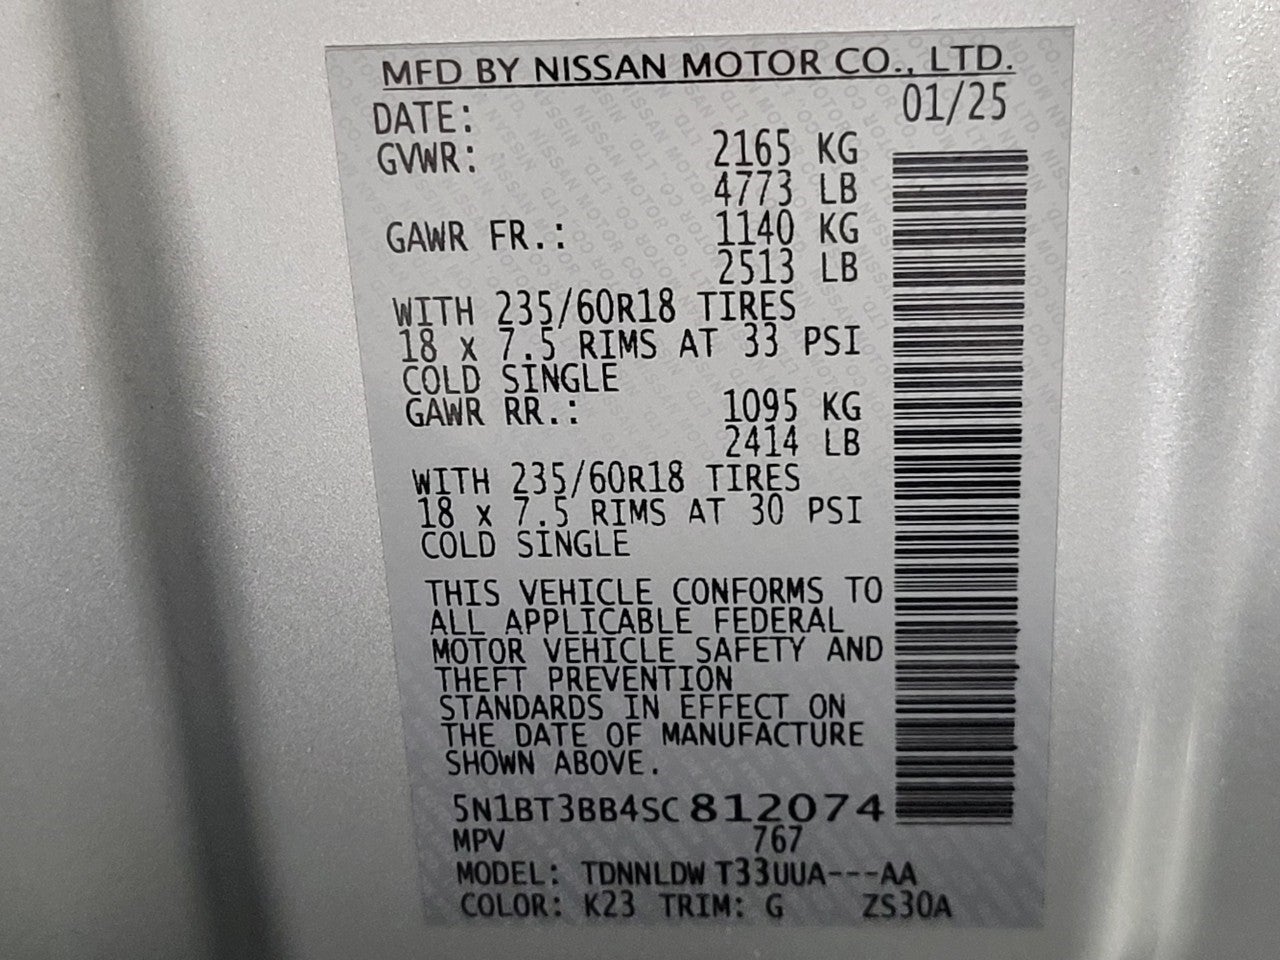 MFD BY NISSAN MOTOR CO., LTD.
DATE: 01/25
GVWR: 2165 KG
4773 LB
GAWR FR.: 1140 KG
2513 LB
WITH 235/60R18 TIRES
18 x 7.5 RIMS AT 33 PSI
COLD SINGLE
GAWR RR.: 1095 KG
2414 LB
WITH 235/60R18 TIRES
18 x 7.5 RIMS AT 30 PSI
COLD SINGLE
THIS VEHICLE CONFORMS TO
ALL APPLICABLE FEDERAL
MOTOR VEHICLE SAFETY AND
THEFT PREVENTION
STANDARDS IN EFFECT ON
THE DATE OF MANUFACTURE
SHOWN ABOVE.
5N1BT3BB4SC812074
MPV 767
MODEL: TDNNLDW T33UUA---AA
COLOR: K23 TRIM: G ZS30A